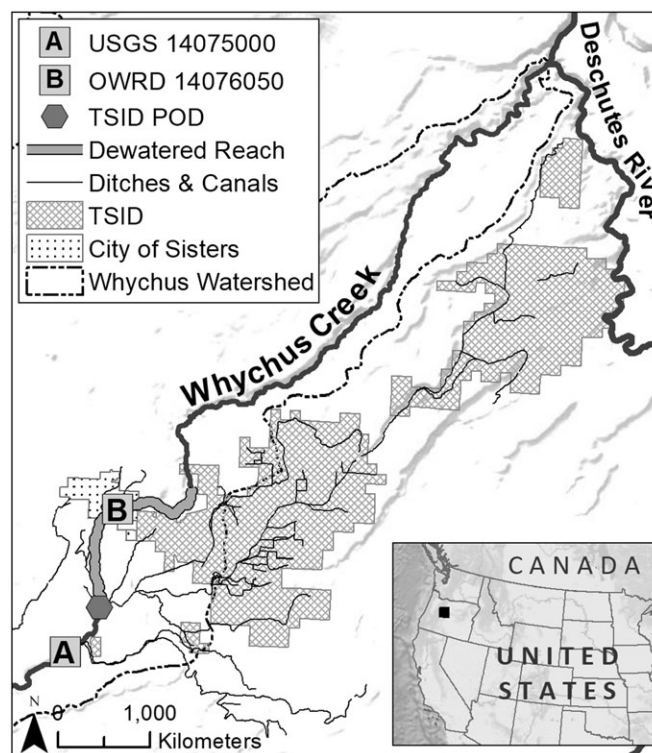 A USGS 14075000
B OWRD 14076050
TSID POD
Dewatered Reach
Ditches & Canals
TSID
City of Sisters
Whychus Watershed
Deschutes River
Whychus Creek
B
A
N
0 1,000
Kilometers
CANADA
UNITED
STATES